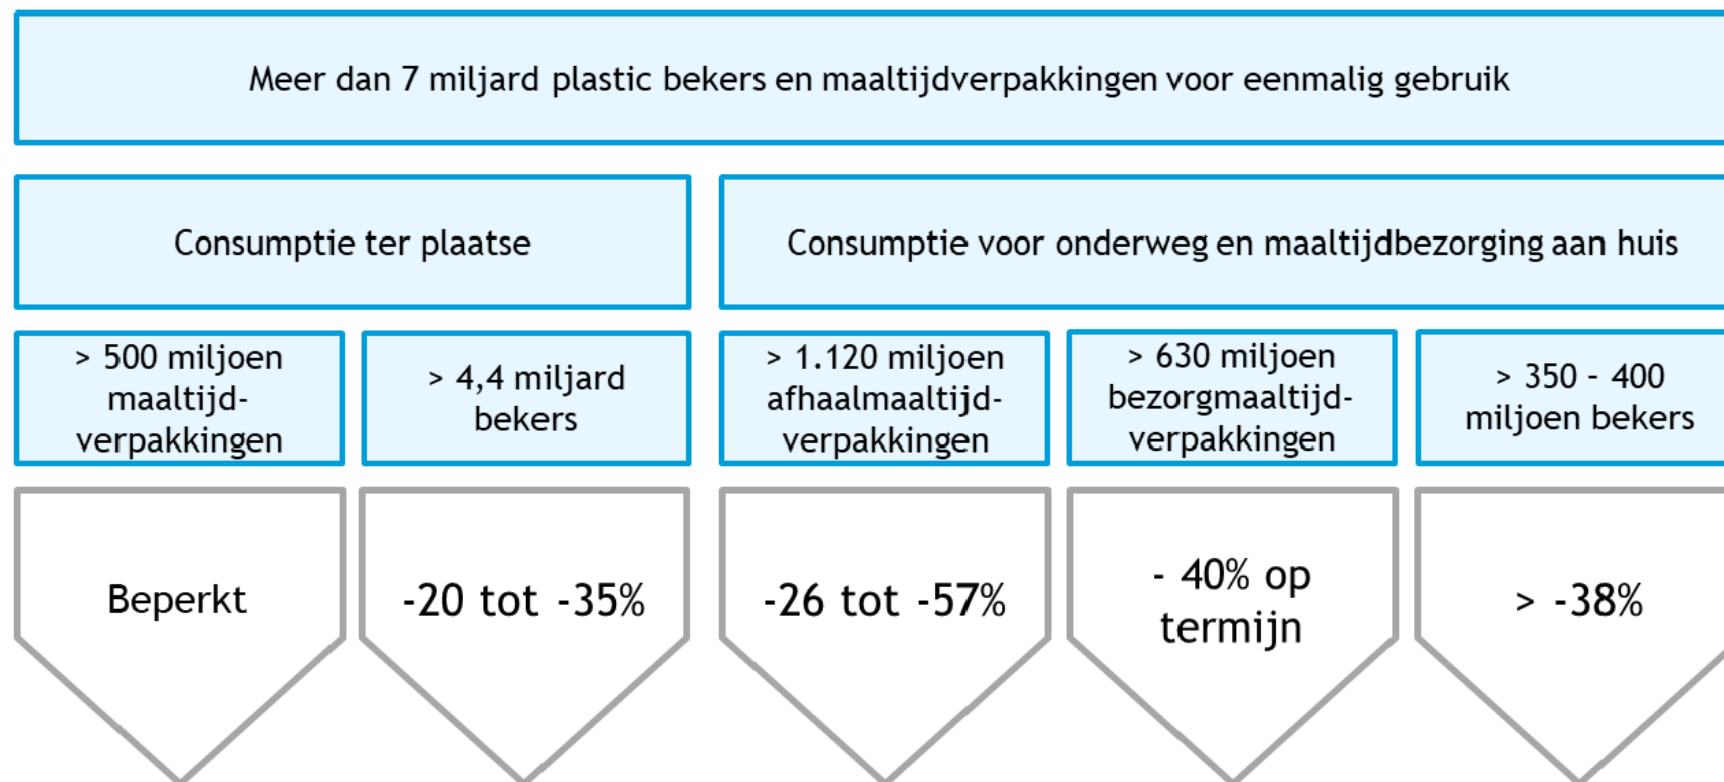 Meer dan 7 miljard plastic bekers en maaltijdverpakkingen voor eenmalig gebruik
Consumptie ter plaatse
Consumptie voor onderweg en maaltijdbezorging aan huis
> 500 miljoen
maaltijd-
verpakkingen
> 4,4 miljard
bekers
> 1.120 miljoen
afhaalmaaltijd-
verpakkingen
> 630 miljoen
bezorgmaaltijd-
verpakkingen
> 350 - 400
miljoen bekers
Beperkt
-20 tot -35%
-26 tot -57%
- 40% op
termijn
> -38%